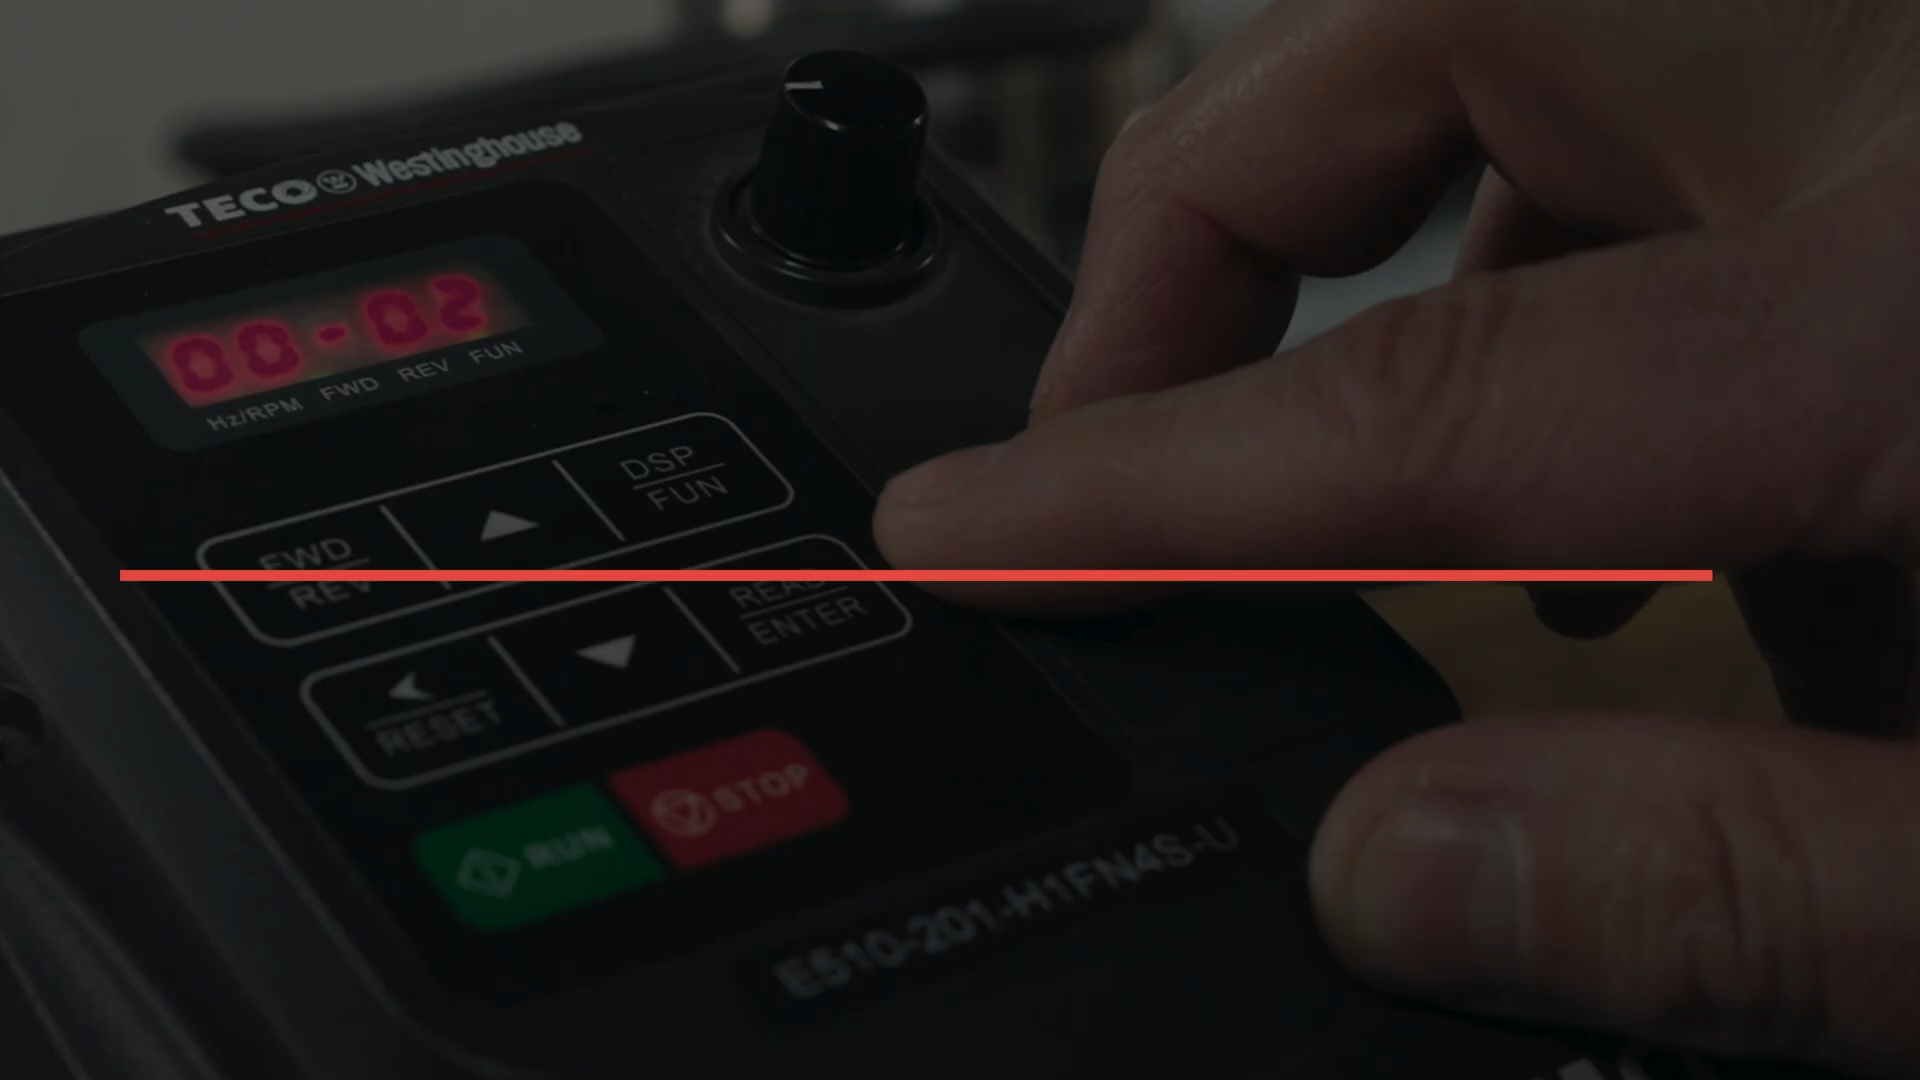 TECO Westinghouse
00-02
Hz/RPM FWD REV FUN
FWD
REV
DSP
FUN
READ
ENTER
RESET
RUN
STOP
E510-201-H1FN4S-U